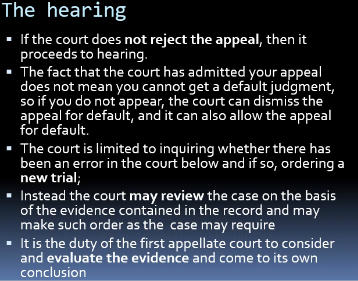 The hearing
▪ If the court does not reject the appeal, then it
proceeds to hearing.
▪ The fact that the court has admitted your appeal
does not mean you cannot get a default judgment,
so if you do not appear, the court can dismiss the
appeal for default, and it can also allow the appeal
for default.
▪ The court is limited to inquiring whether there has
been an error in the court below and if so, ordering a
new trial;
▪ Instead the court may review the case on the basis
of the evidence contained in the record and may
make such order as the case may require
▪ It is the duty of the first appellate court to consider
and evaluate the evidence and come to its own
conclusion